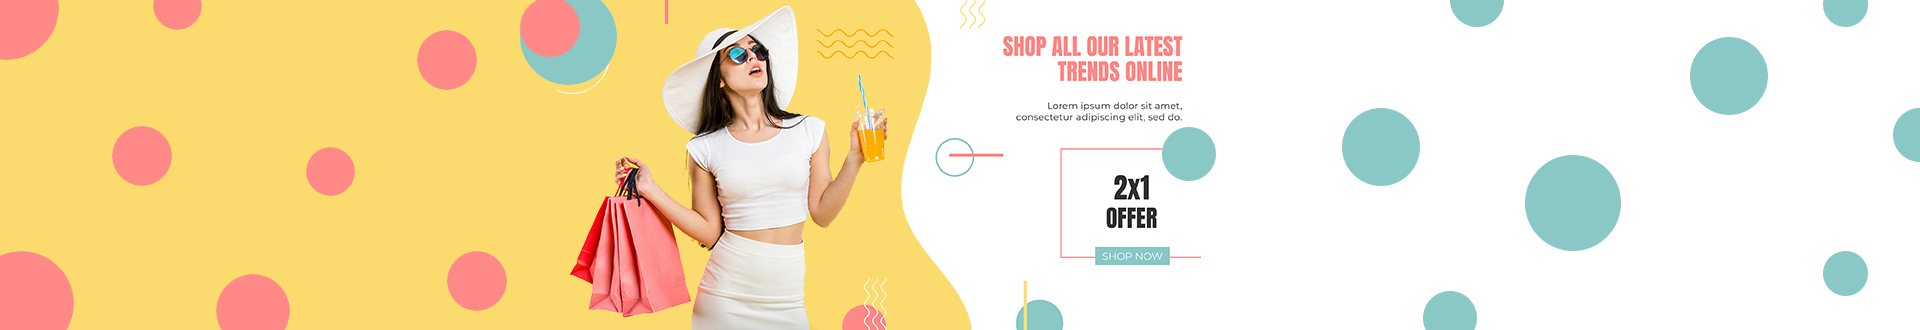 SHOP ALL OUR LATEST
TRENDS ONLINE
Lorem ipsum dolor sit amet,
consectetur adipiscing elit, sed do.
2x1
OFFER
SHOP NOW